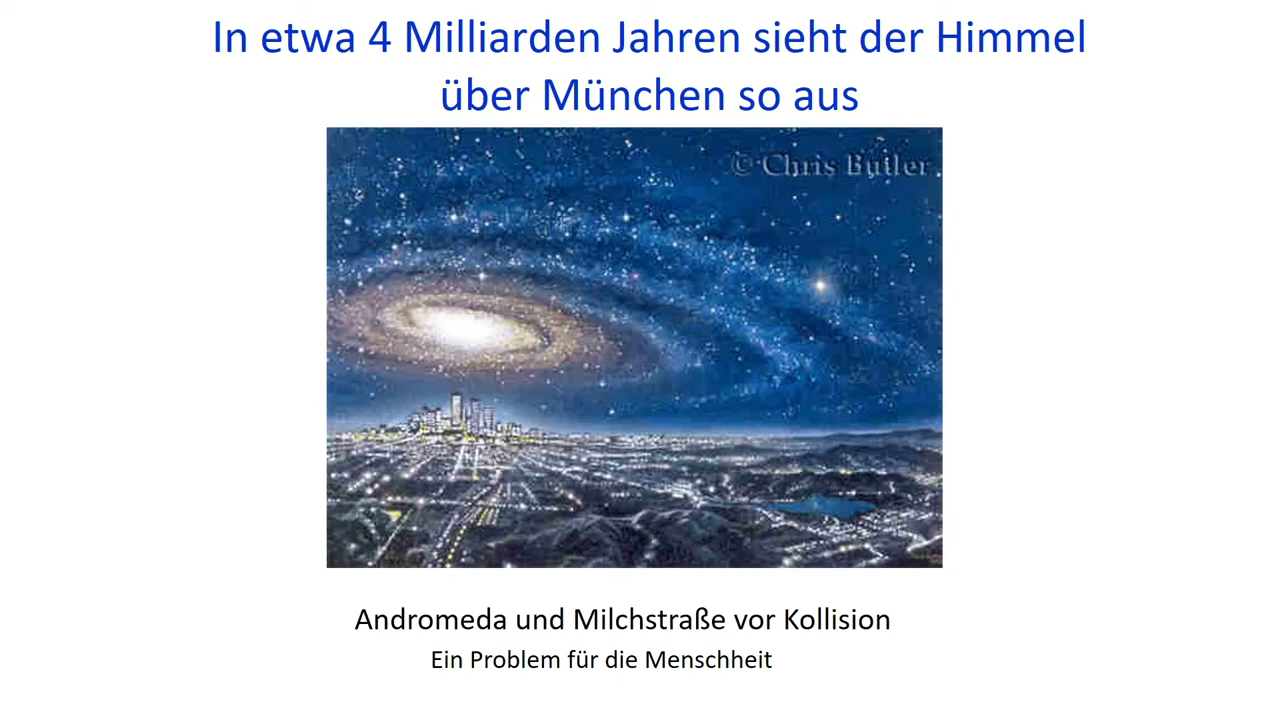 In etwa 4 Milliarden Jahren sieht der Himmel
über München so aus
© Chris Butler
Andromeda und Milchstraße vor Kollision
Ein Problem für die Menschheit